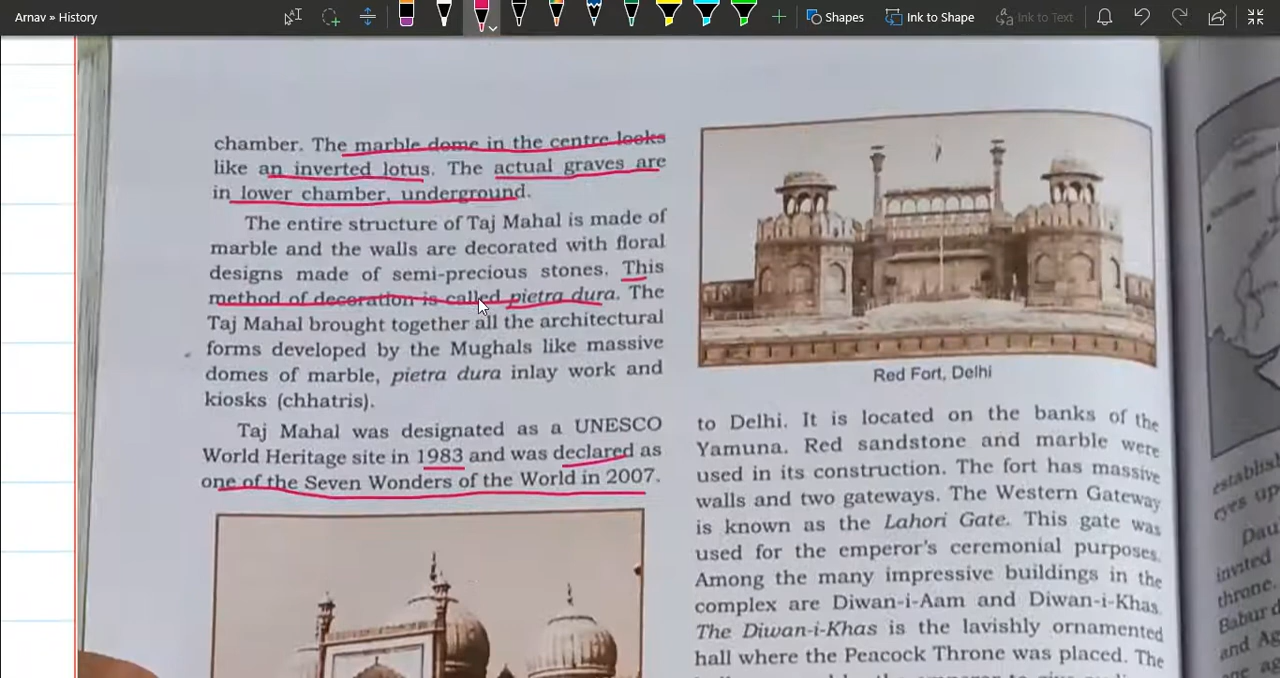 Arnav » History
Shapes
Ink to Shape
Ink to Text
chamber. The marble dome in the centre looks
like an inverted lotus. The actual graves are
in lower chamber, underground.
The entire structure of Taj Mahal is made of
marble and the walls are decorated with floral
designs made of semi-precious stones. This
method of decoration is called pietra dura. The
Taj Mahal brought together all the architectural
forms developed by the Mughals like massive
domes of marble, pietra dura inlay work and
kiosks (chhatris).
Taj Mahal was designated as a UNESCO
World Heritage site in 1983 and was declared as
one of the Seven Wonders of the World in 2007.
Red Fort, Delhi
to Delhi. It is located on the banks of the
Yamuna. Red sandstone and marble were
used in its construction. The fort has massive
walls and two gateways. The Western Gateway
is known as the Lahori Gate. This gate was
used for the emperor's ceremonial purposes.
Among the many impressive buildings in the
complex are Diwan-i-Aam and Diwan-i-Khas.
The Diwan-i-Khas is the lavishly ornamented
hall where the Peacock Throne was placed. The
establish
eyes up
Dau
invited
throne.
Babur d
and Ag